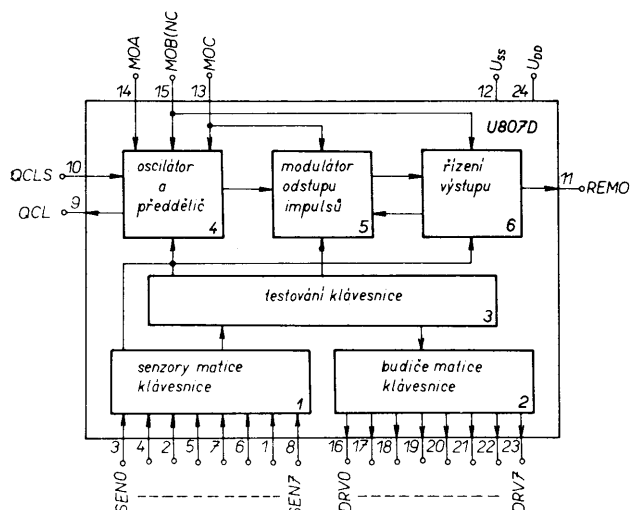 MOA
MOB(NC
MOC
USS
UDD
14
15
13
12
24
U807D
QCLS
10
oscilátor
a
předdělič
4
modulátor
odstupu
impulsů
5
řízení
výstupu
6
11
REMO
QCL
9
testování klávesnice
3
senzory matice
klávesnice
1
budiče matice
klávesnice
2
3
4
2
5
7
6
1
8
16
17
18
19
20
21
22
23
SEN0
SEN7
DRV0
DRV7